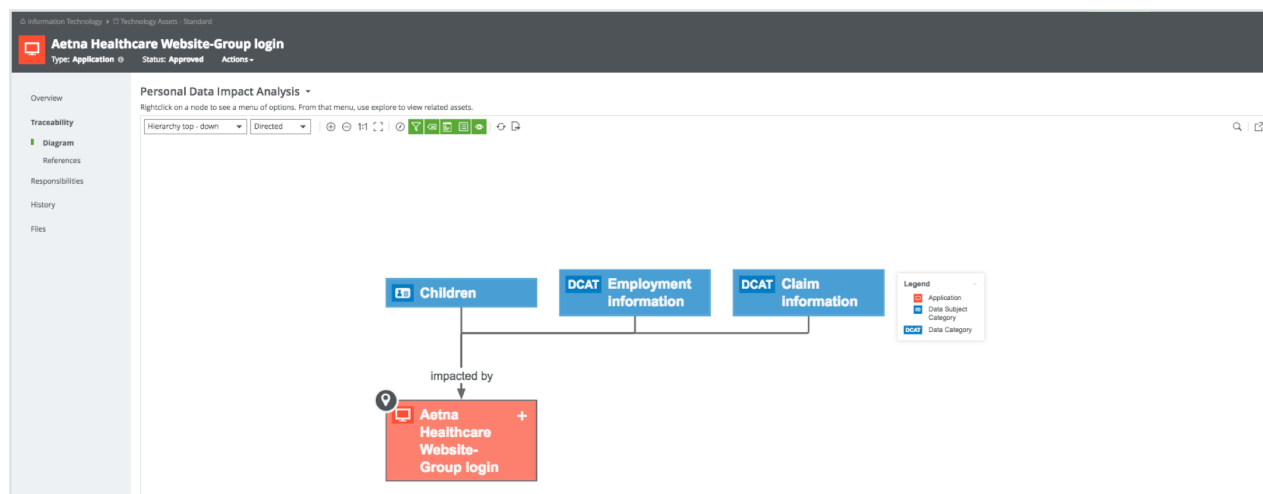 Information Technology Technology Assets - Standard
Aetna Healthcare Website-Group login
Type: Application Status: Approved Actions
Overview
Traceability
Diagram
References
Responsibilities
History
Files
Personal Data Impact Analysis
Rightclick on a node to see a menu of options. From that menu, use explore to view related assets.
Hierarchy top - down Directed 1:1
Children
DCAT Employment
information
DCAT Claim
information
Legend
Application
Data Subject
Category
DCAT Data Category
impacted by
Aetna +
Healthcare
Website-
Group login